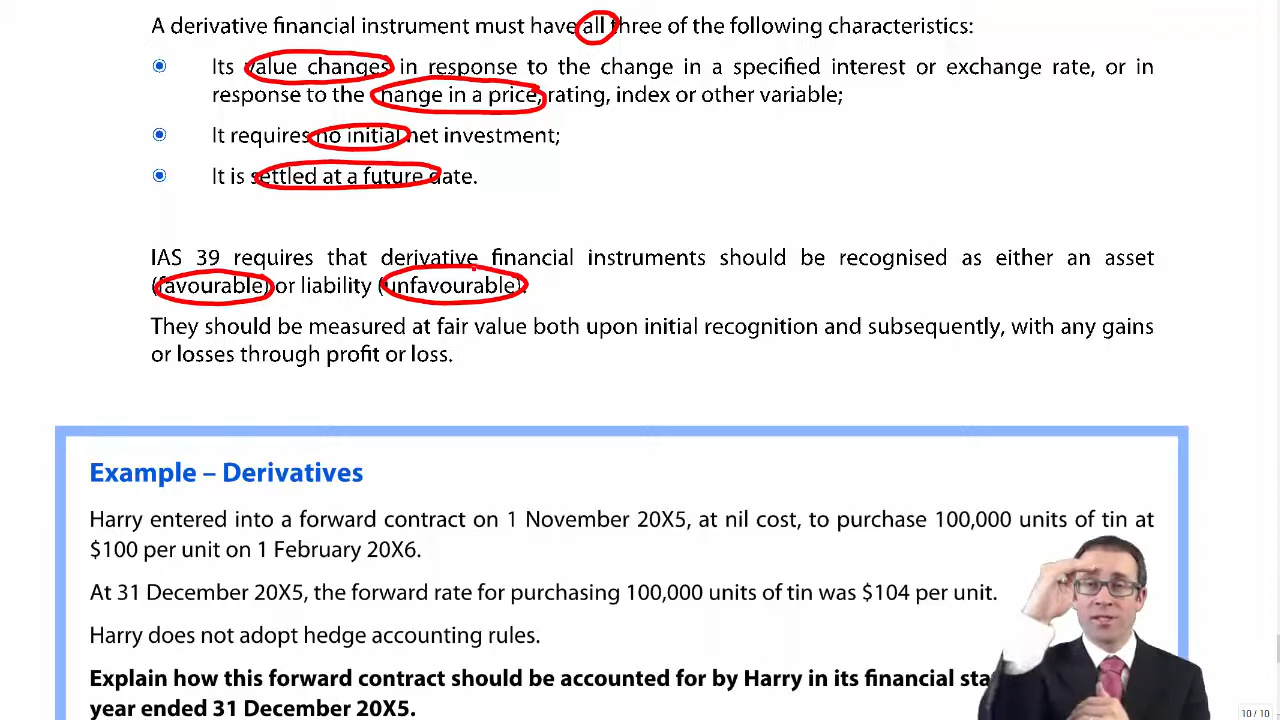 A derivative financial instrument must have all three of the following characteristics:
Its value changes in response to the change in a specified interest or exchange rate, or in
response to the change in a price, rating, index or other variable;
It requires no initial net investment;
It is settled at a future date.
IAS 39 requires that derivative financial instruments should be recognised as either an asset
(favourable) or liability (unfavourable).
They should be measured at fair value both upon initial recognition and subsequently, with any gains
or losses through profit or loss.
Example – Derivatives
Harry entered into a forward contract on 1 November 20X5, at nil cost, to purchase 100,000 units of tin at
$100 per unit on 1 February 20X6.
At 31 December 20X5, the forward rate for purchasing 100,000 units of tin was $104 per unit.
Harry does not adopt hedge accounting rules.
Explain how this forward contract should be accounted for by Harry in its financial sta
year ended 31 December 20X5.
10 / 10